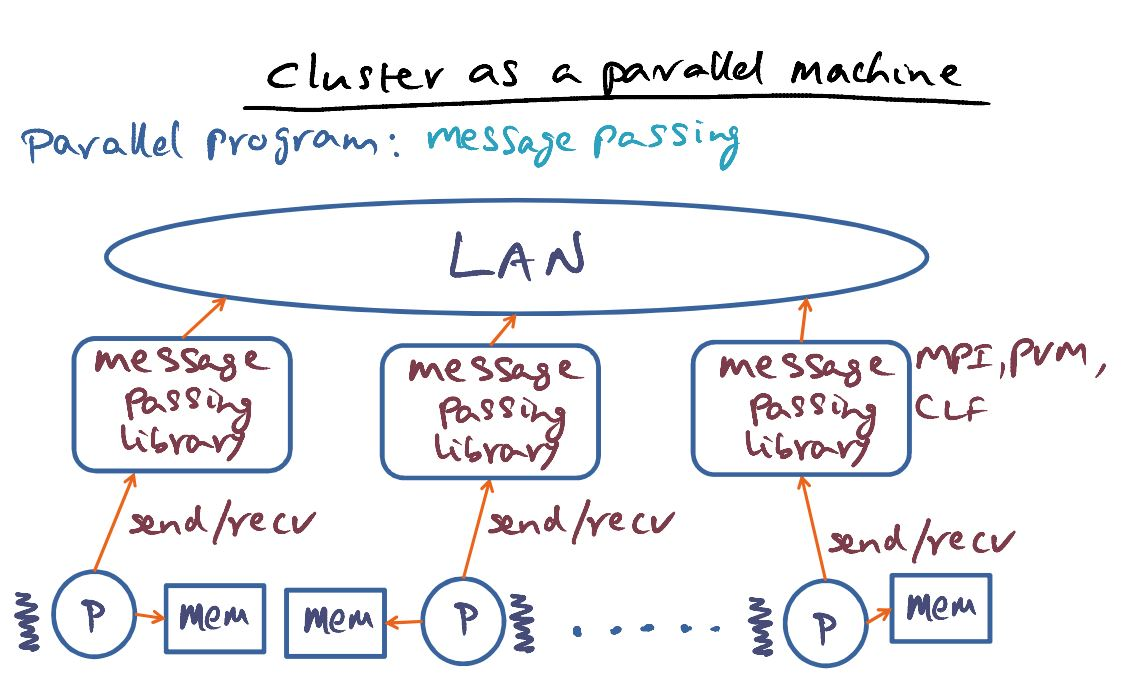 Cluster as a parallel machine
Parallel program: message passing
LAN
message
passing
library
message
passing
library
message
passing
library
MPI, PVM,
CLF
send/recv
send/recv
send/recv
P
mem
mem
P
P
mem